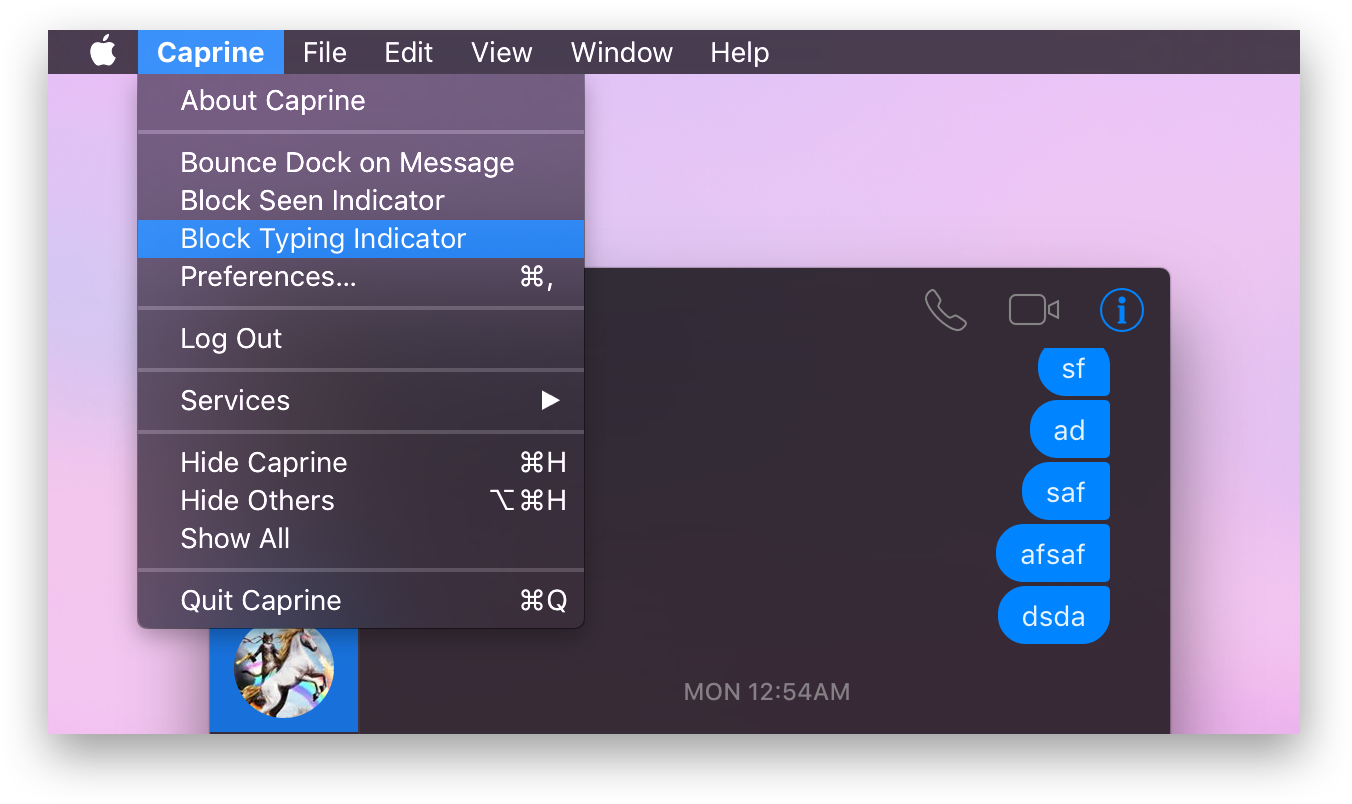 Caprine File Edit View Window Help
About Caprine
Bounce Dock on Message
Block Seen Indicator
Block Typing Indicator
Preferences... ⌘,
Log Out
Services ▶
Hide Caprine ⌘H
Hide Others ⌥⌘H
Show All
Quit Caprine ⌘Q
sf
ad
saf
afsaf
dsda
MON 12:54AM